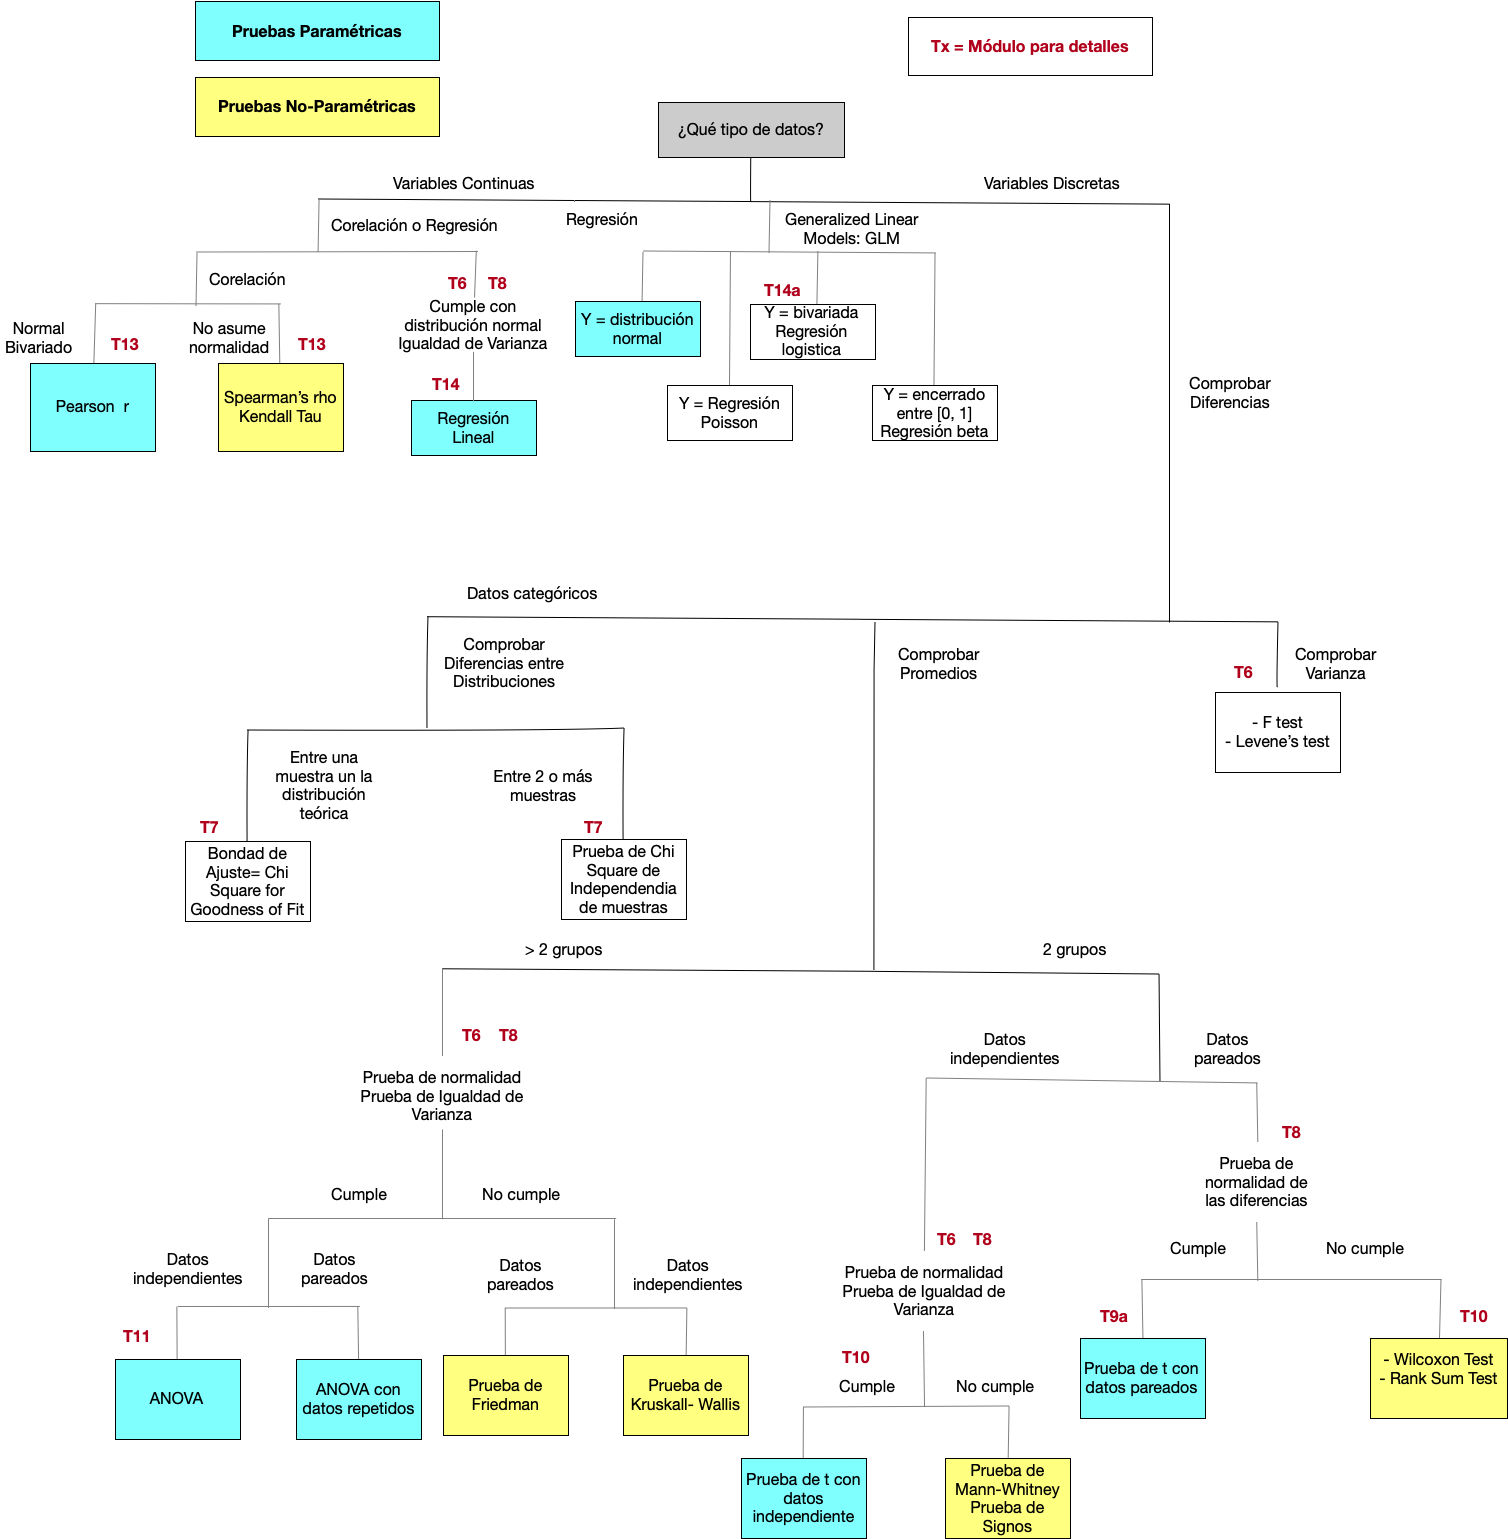 Pruebas Paramétricas
Tx = Módulo para detalles
Pruebas No-Paramétricas
¿Qué tipo de datos?
Variables Continuas
Variables Discretas
Corelación o Regresión
Regresión
Generalized Linear
Models: GLM
Corelación
T6 T8
Cumple con
distribución normal
Igualdad de Varianza
T14a
Y = distribución
normal
Y = bivariada
Regresión
logistica
Normal
Bivariado
T13
No asume
normalidad
T13
T14
Pearson r
Spearman's rho
Kendall Tau
Regresión
Lineal
Y = Regresión
Poisson
Y = encerrado
entre [0, 1]
Regresión beta
Comprobar
Diferencias
Datos categóricos
Comprobar
Diferencias entre
Distribuciones
Comprobar
Promedios
T6
Comprobar
Varianza
- F test
- Levene's test
Entre una
muestra un la
distribución
teórica
Entre 2 o más
muestras
T7
T7
Bondad de
Ajuste= Chi
Square for
Goodness of Fit
Prueba de Chi
Square de
Independendia
de muestras
> 2 grupos
2 grupos
T6 T8
Prueba de normalidad
Prueba de Igualdad de
Varianza
Datos
independientes
Datos
pareados
T8
Prueba de
normalidad de
las diferencias
Cumple
No cumple
Datos
independientes
Datos
pareados
Datos
pareados
Datos
independientes
T6 T8
Prueba de normalidad
Prueba de Igualdad de
Varianza
Cumple
No cumple
T11
T9a
T10
ANOVA
ANOVA con
datos repetidos
Prueba de
Friedman
Prueba de
Kruskall- Wallis
T10
Cumple
No cumple
Prueba de t con
datos pareados
- Wilcoxon Test
- Rank Sum Test
Prueba de t con
datos
independiente
Prueba de
Mann-Whitney
Prueba de
Signos